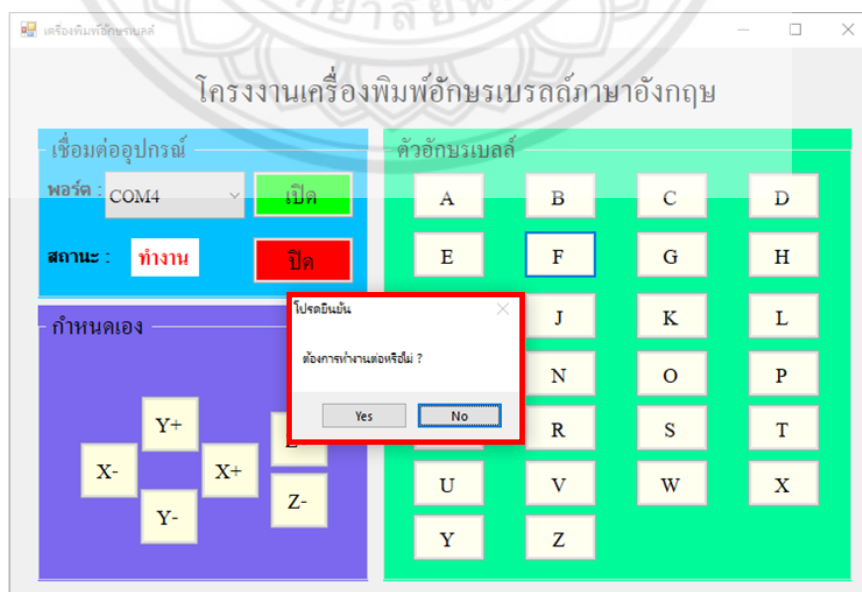 ทยาลัย
เครื่องพิมพ์อักษรเบลล์
โครงงานเครื่องพิมพ์อักษรเบรลล์ภาษาอังกฤษ
เชื่อมต่ออุปกรณ์
พอร์ต : COM4 เปิด
สถานะ : ทำงาน ปิด
กำหนดเอง
Y+
X- X+
Y-
Z-
ตัวอักษรเบลล์
A B C D
E F G H
J K L
N O P
R S T
U V W X
Y Z
โปรดยืนยัน
ต้องการทำงานต่อหรือไม่ ?
Yes No